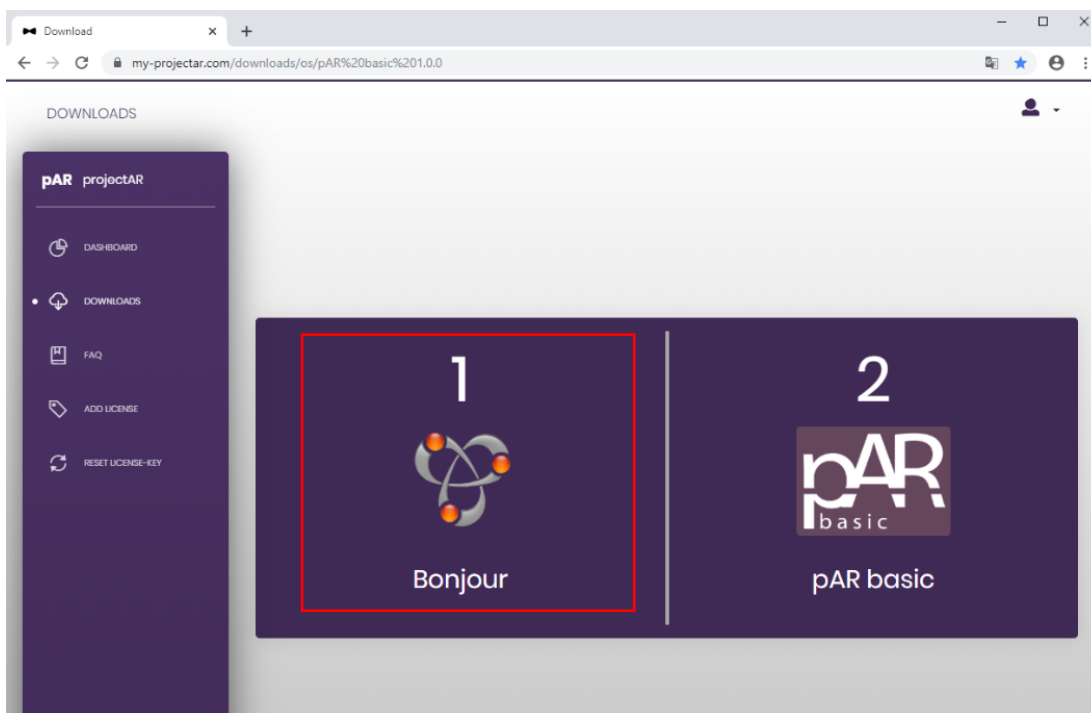 Download
my-projectar.com/downloads/os/pAR%20basic%201.0.0
DOWNLOADS
pAR projectAR
DASHBOARD
DOWNLOADS
FAQ
ADD LICENSE
RESET LICENSE-KEY
1
Bonjour
2
pAR
basic
pAR basic